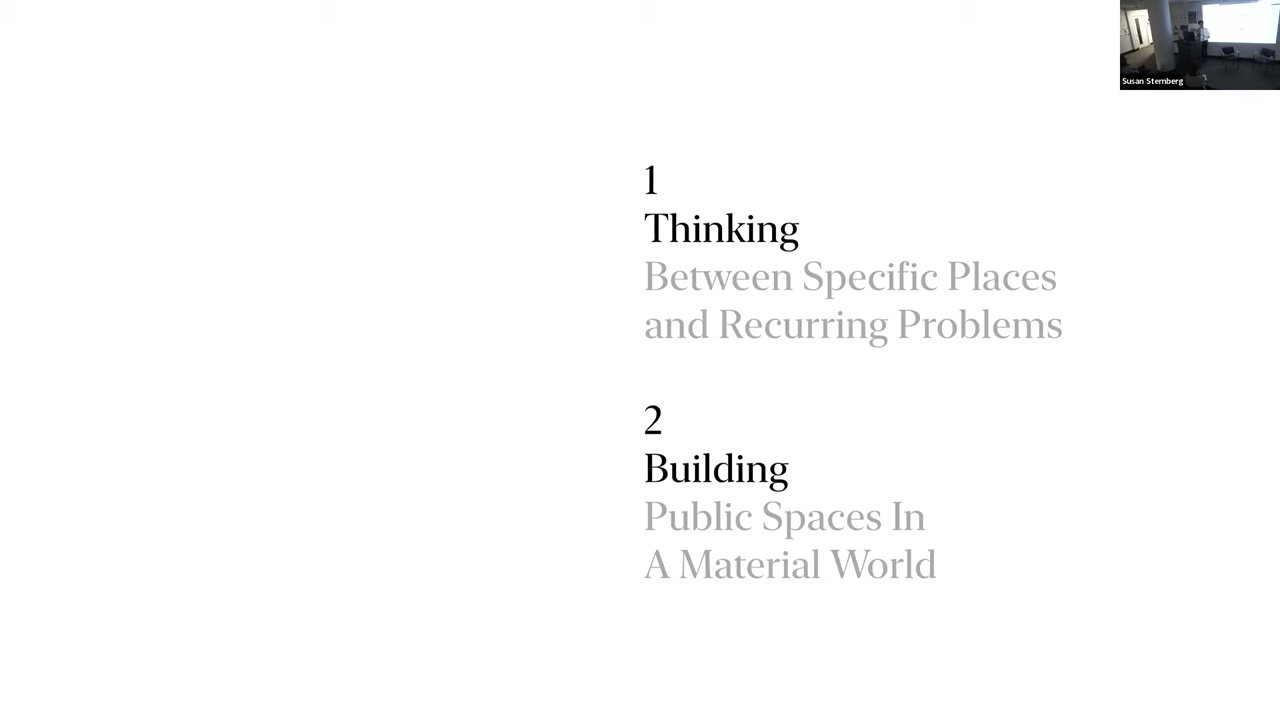 Susan Sternberg
1
Thinking
Between Specific Places
and Recurring Problems
2
Building
Public Spaces In
A Material World